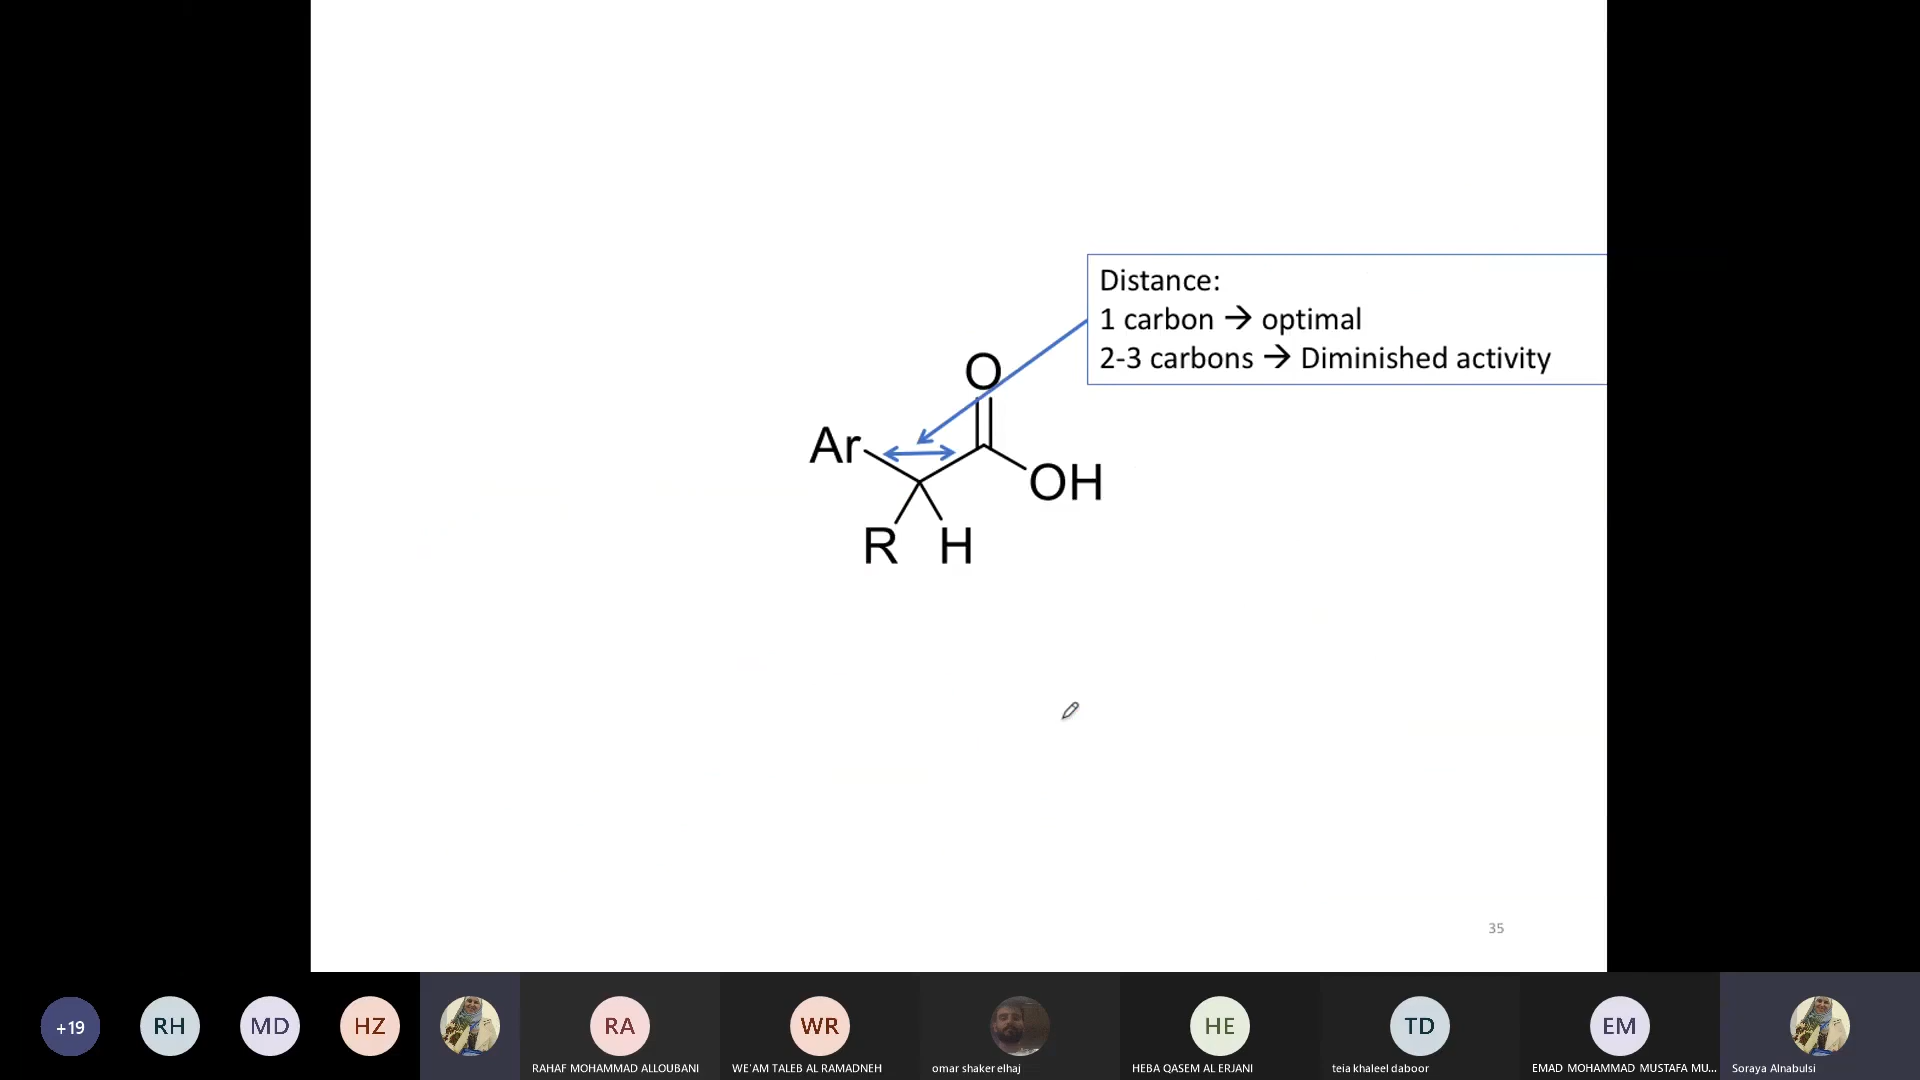 Distance:
1 carbon → optimal
2-3 carbons → Diminished activity
O
Ar
OH
R H
35
+19
RH
MD
HZ
RA
WR
HE
TD
EM
RAHAF MOHAMMAD ALLOUBANI
WE'AM TALEB AL RAMADNEH
omar shaker elhaj
HEBA QASEM AL ERJANI
teia khaleel daboor
EMAD MOHAMMAD MUSTAFA MU...
Soraya Alnabulsi